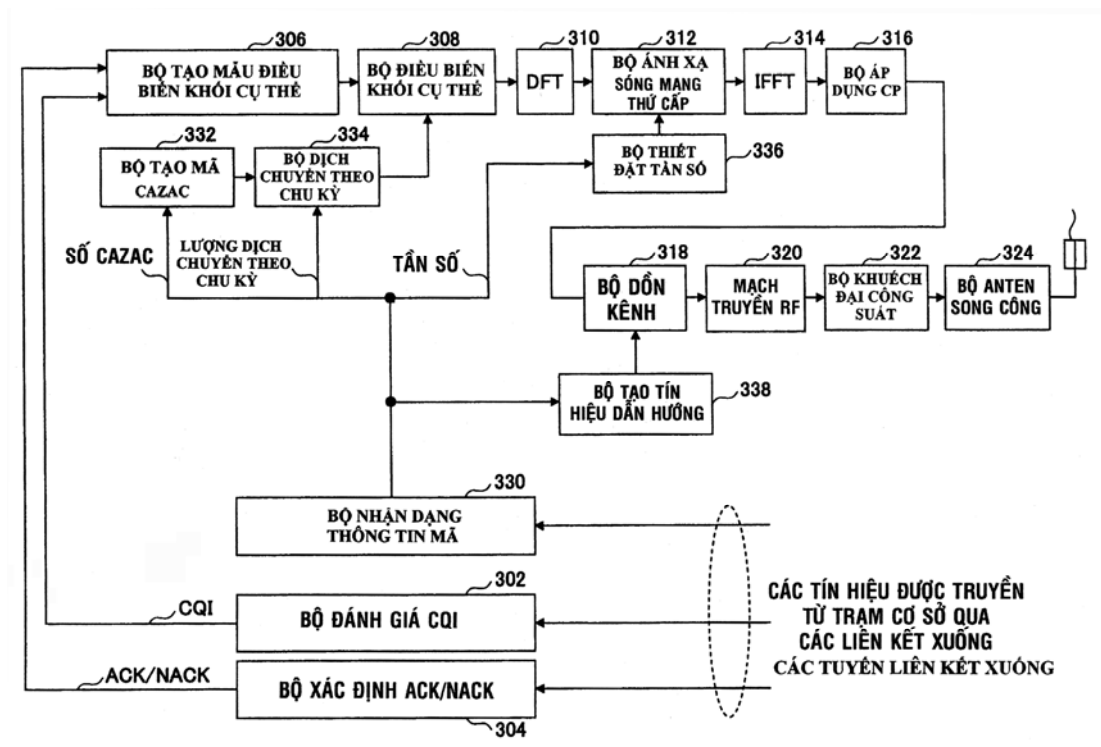 306
308
310
312
314
316
BỘ TẠO MẪU ĐIỀU
BIẾN KHỐI CỤ THỂ
BỘ ĐIỀU BIẾN
KHỐI CỤ THỂ
DFT
BỘ ÁNH XẠ
SÓNG MẠNG
THỨ CẤP
IFFT
BỘ ÁP
DỤNG CP
332
334
336
BỘ TẠO MÃ
CAZAC
BỘ DỊCH
CHUYỂN THEO
CHU KỲ
BỘ THIẾT
ĐẶT TẦN SỐ
SỐ CAZAC
LƯỢNG DỊCH
CHUYỂN THEO
CHU KỲ
TẦN SỐ
318
320
322
324
BỘ DỒN
KÊNH
MẠCH
TRUYỀN RF
BỘ KHUẾCH
ĐẠI CÔNG
SUẤT
BỘ ANTEN
SONG CÔNG
BỘ TẠO TÍN
HIỆU DẪN HƯỚNG
338
330
BỘ NHẬN DẠNG
THÔNG TIN MÃ
302
CQI
BỘ ĐÁNH GIÁ CQI
ACK/NACK
BỘ XÁC ĐỊNH ACK/NACK
304
CÁC TÍN HIỆU ĐƯỢC TRUYỀN
TỪ TRẠM CƠ SỞ QUA
CÁC LIÊN KẾT XUỐNG
CÁC TUYẾN LIÊN KẾT XUỐNG